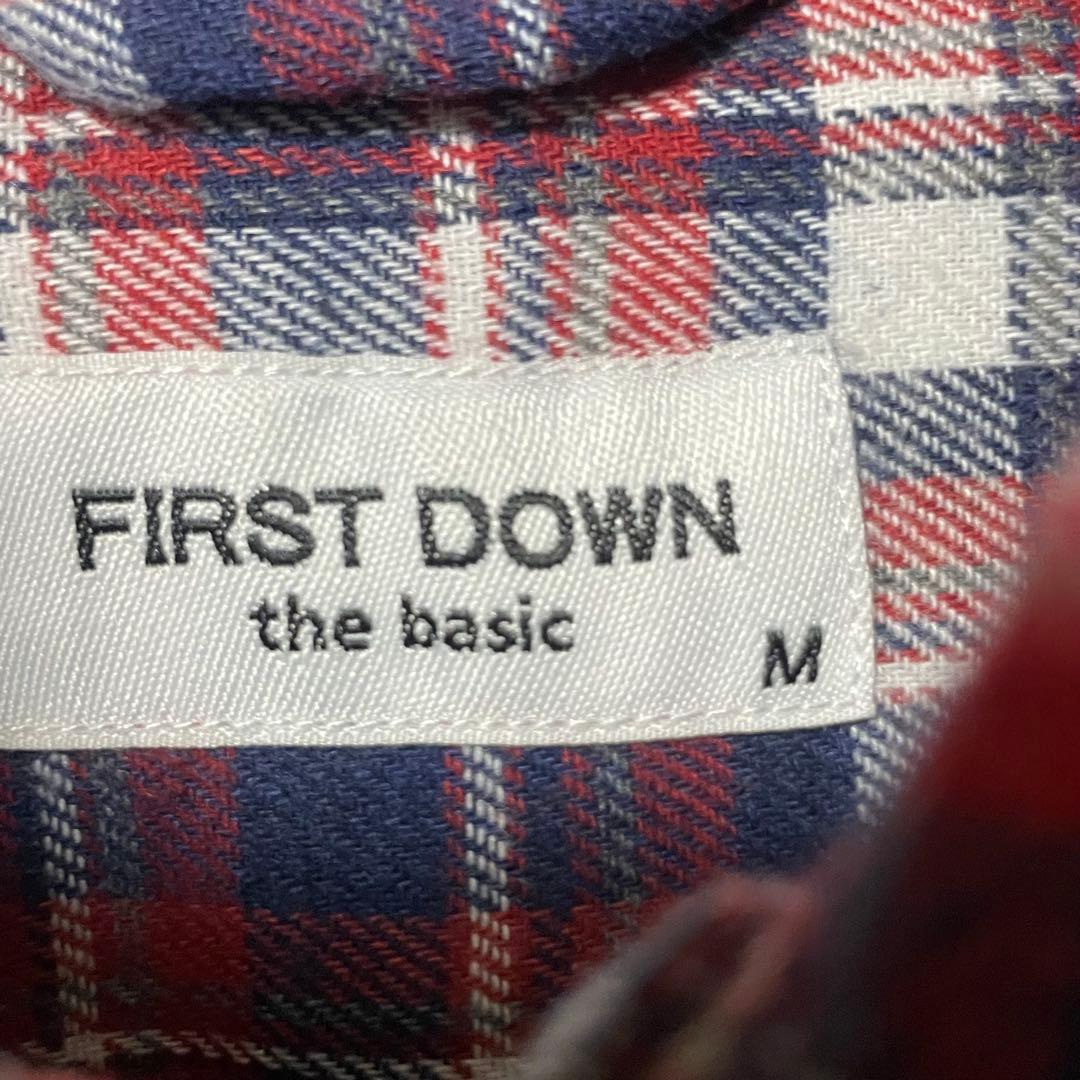 FIRST DOWN
the basic
M